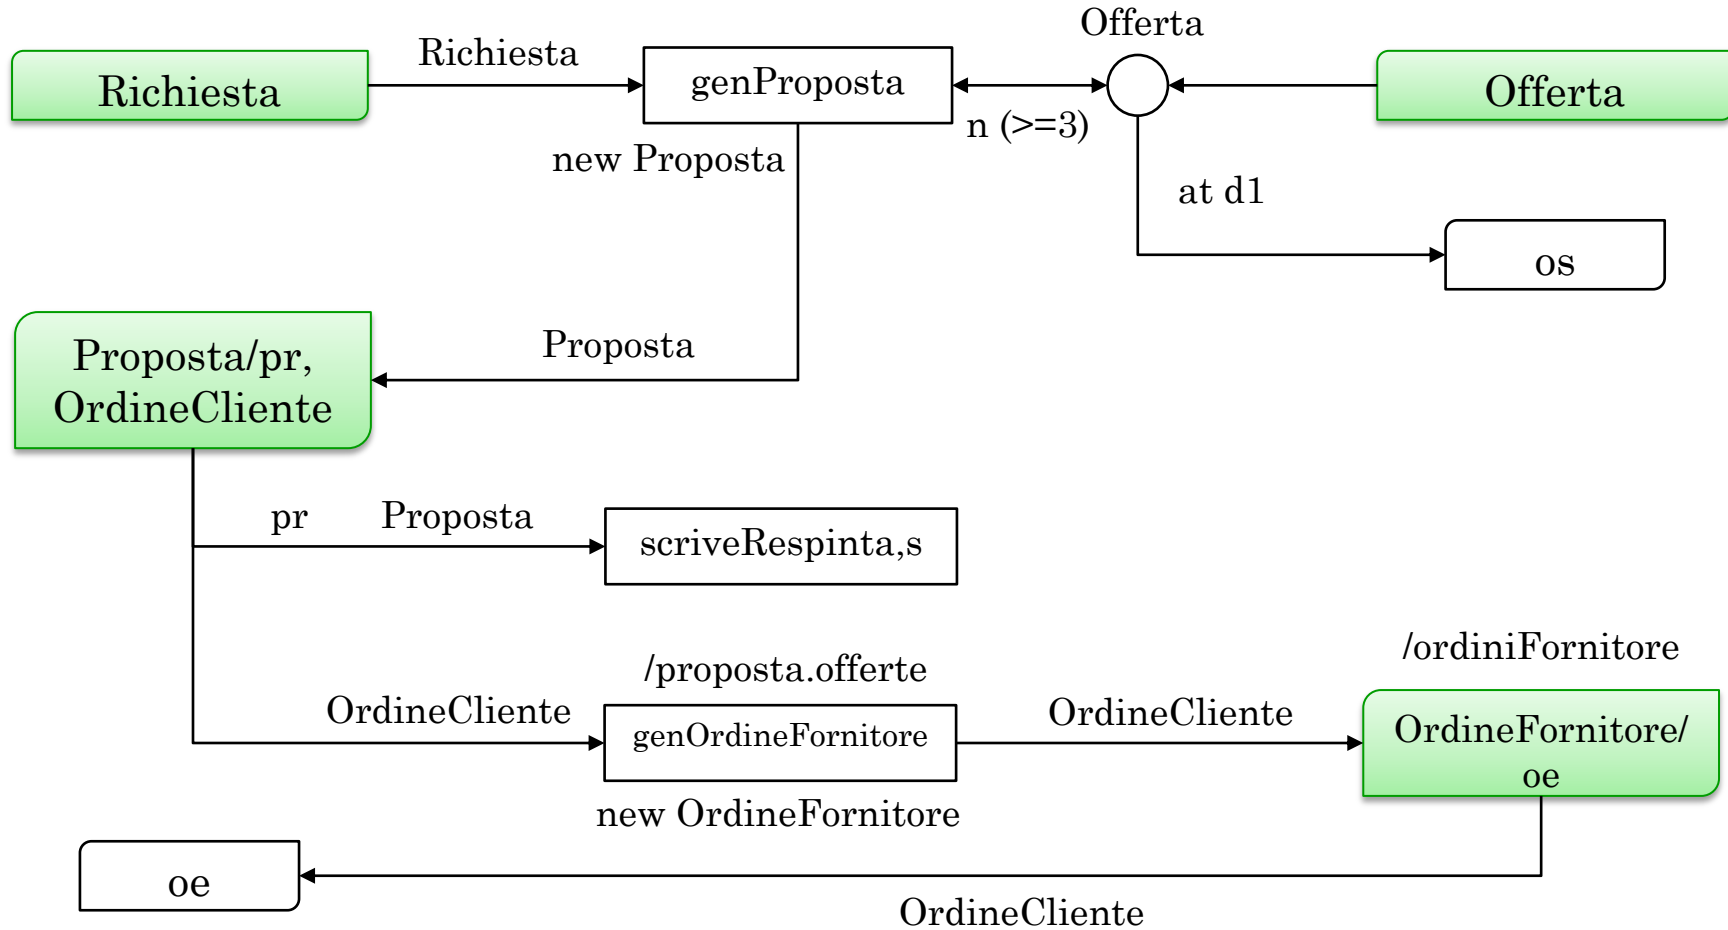 Offerta
Richiesta
Richiesta
genProposta
Offerta
n (>=3)
new Proposta
at d1
os
Proposta/pr,
OrdineCliente
Proposta
pr
Proposta
scriveRespinta,s
/ordiniFornitore
/proposta.offerte
OrdineCliente
genOrdineFornitore
OrdineCliente
OrdineFornitore/
oe
new OrdineFornitore
oe
OrdineCliente